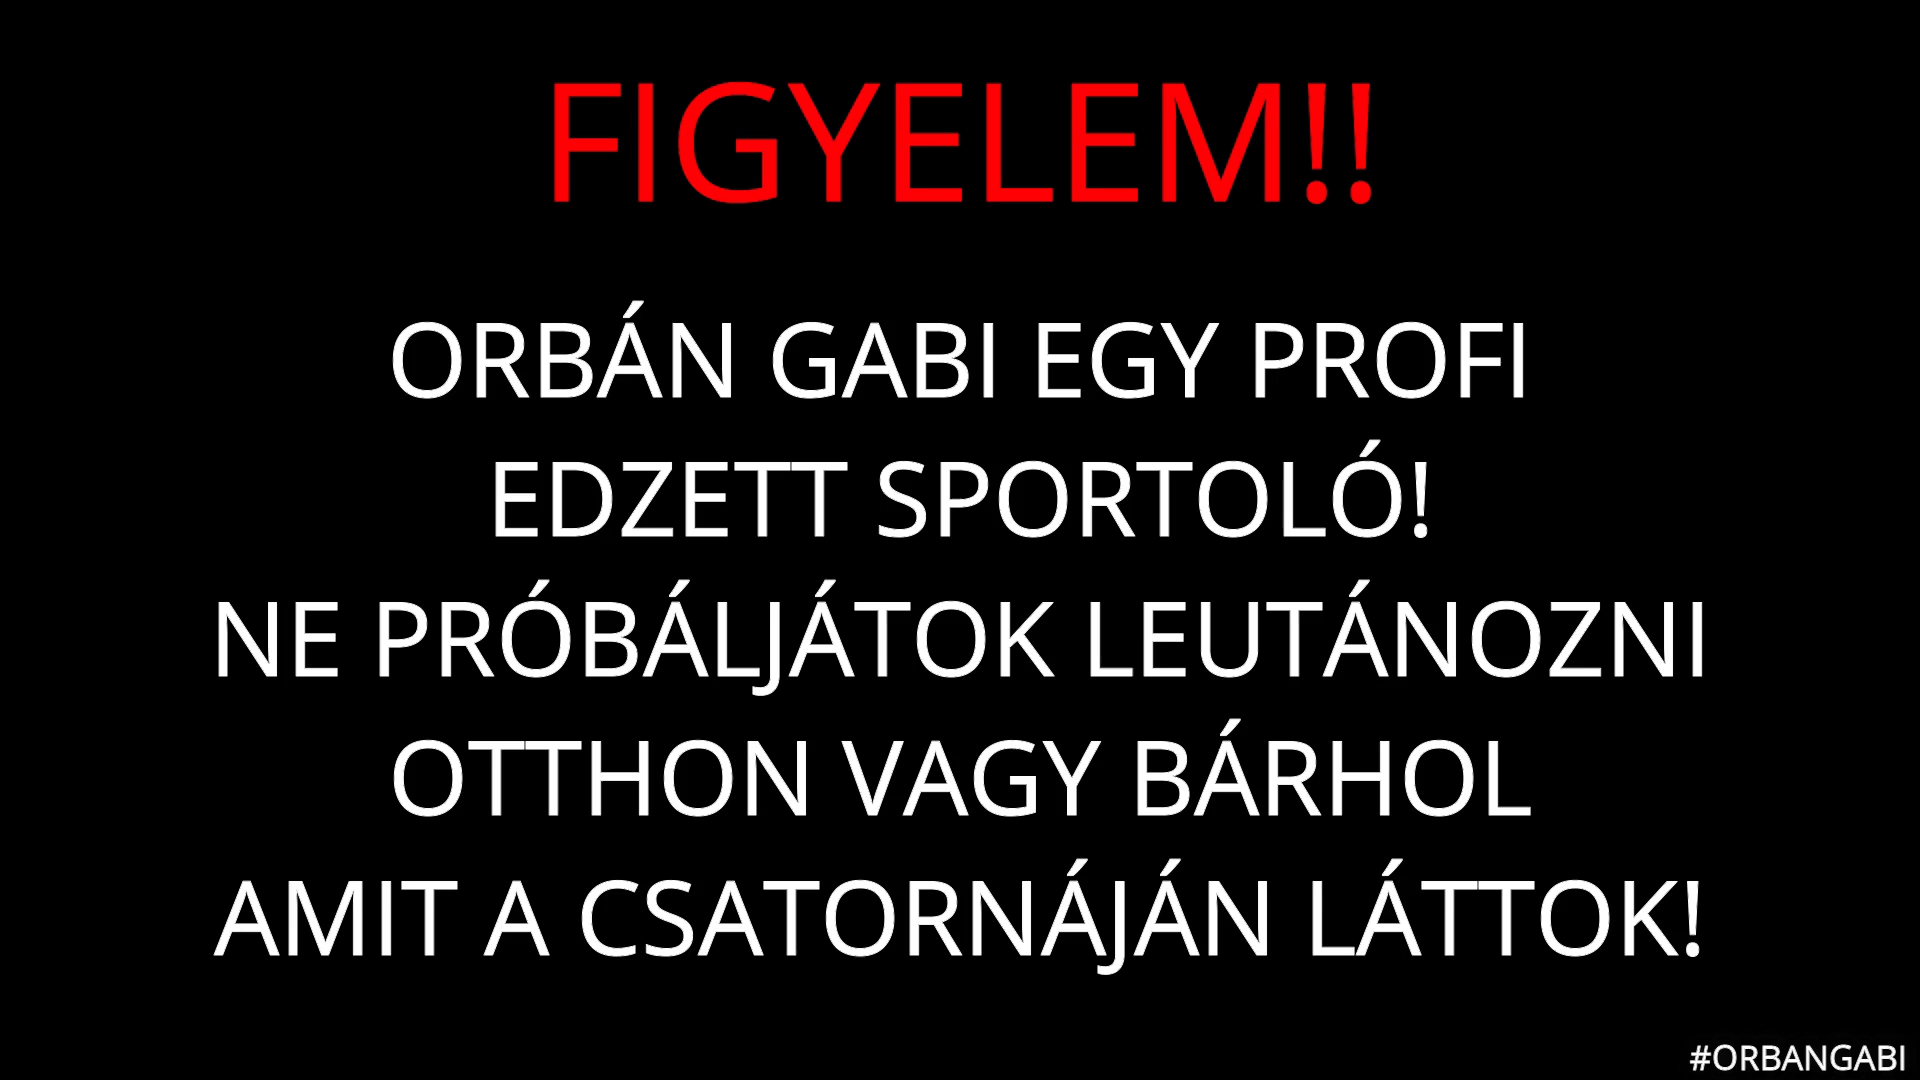 FIGYELEM!!
ORBÁN GABI EGY PROFI
EDZETT SPORTOLÓ!
NE PRÓBÁLJÁTOK LEUTÁNOZNI
OTTHON VAGY BÁRHOL
AMIT A CSATORNÁJÁN LÁTTOK!
#ORBANGABI